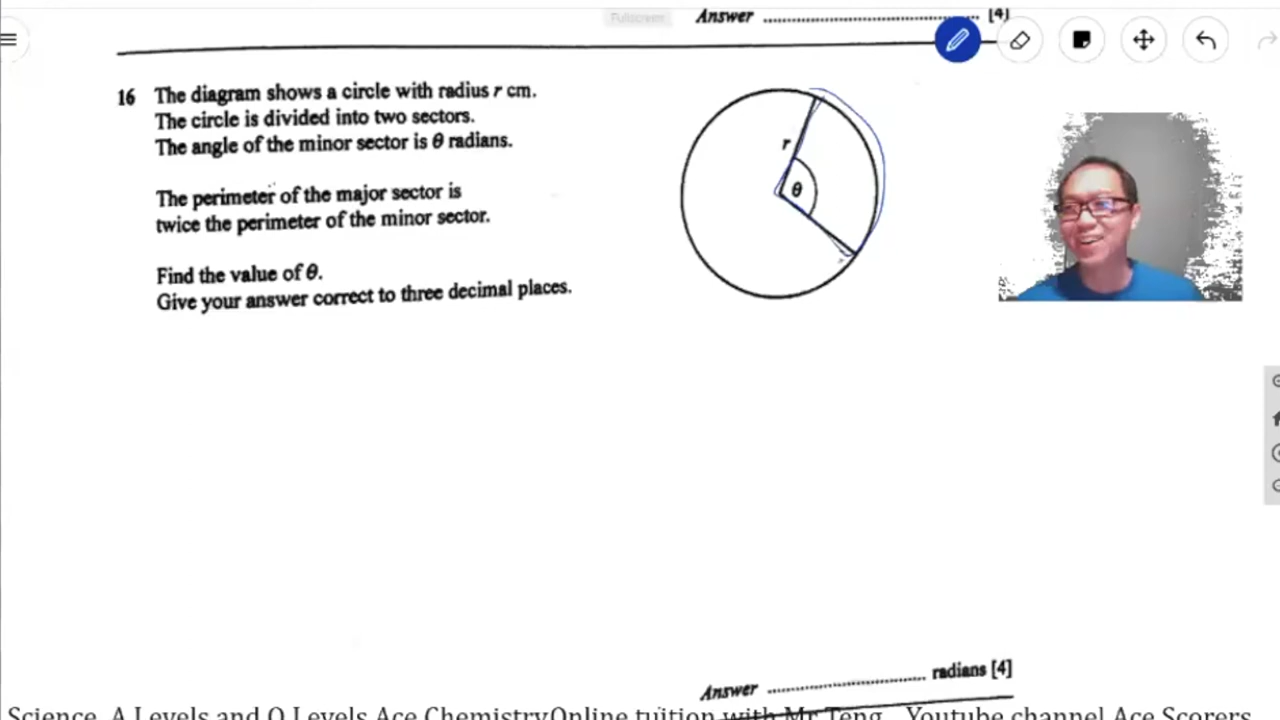 Fullscreen
Answer ................................................ [4]
16 The diagram shows a circle with radius r cm.
The circle is divided into two sectors.
The angle of the minor sector is θ radians.
r
θ
The perimeter of the major sector is
twice the perimeter of the minor sector.
Find the value of θ.
Give your answer correct to three decimal places.
Answer .................................... radians [4]
Science, A Levels and O Levels Ace ChemistryOnline tuition with Mr Teng Youtube channel Ace Scorers